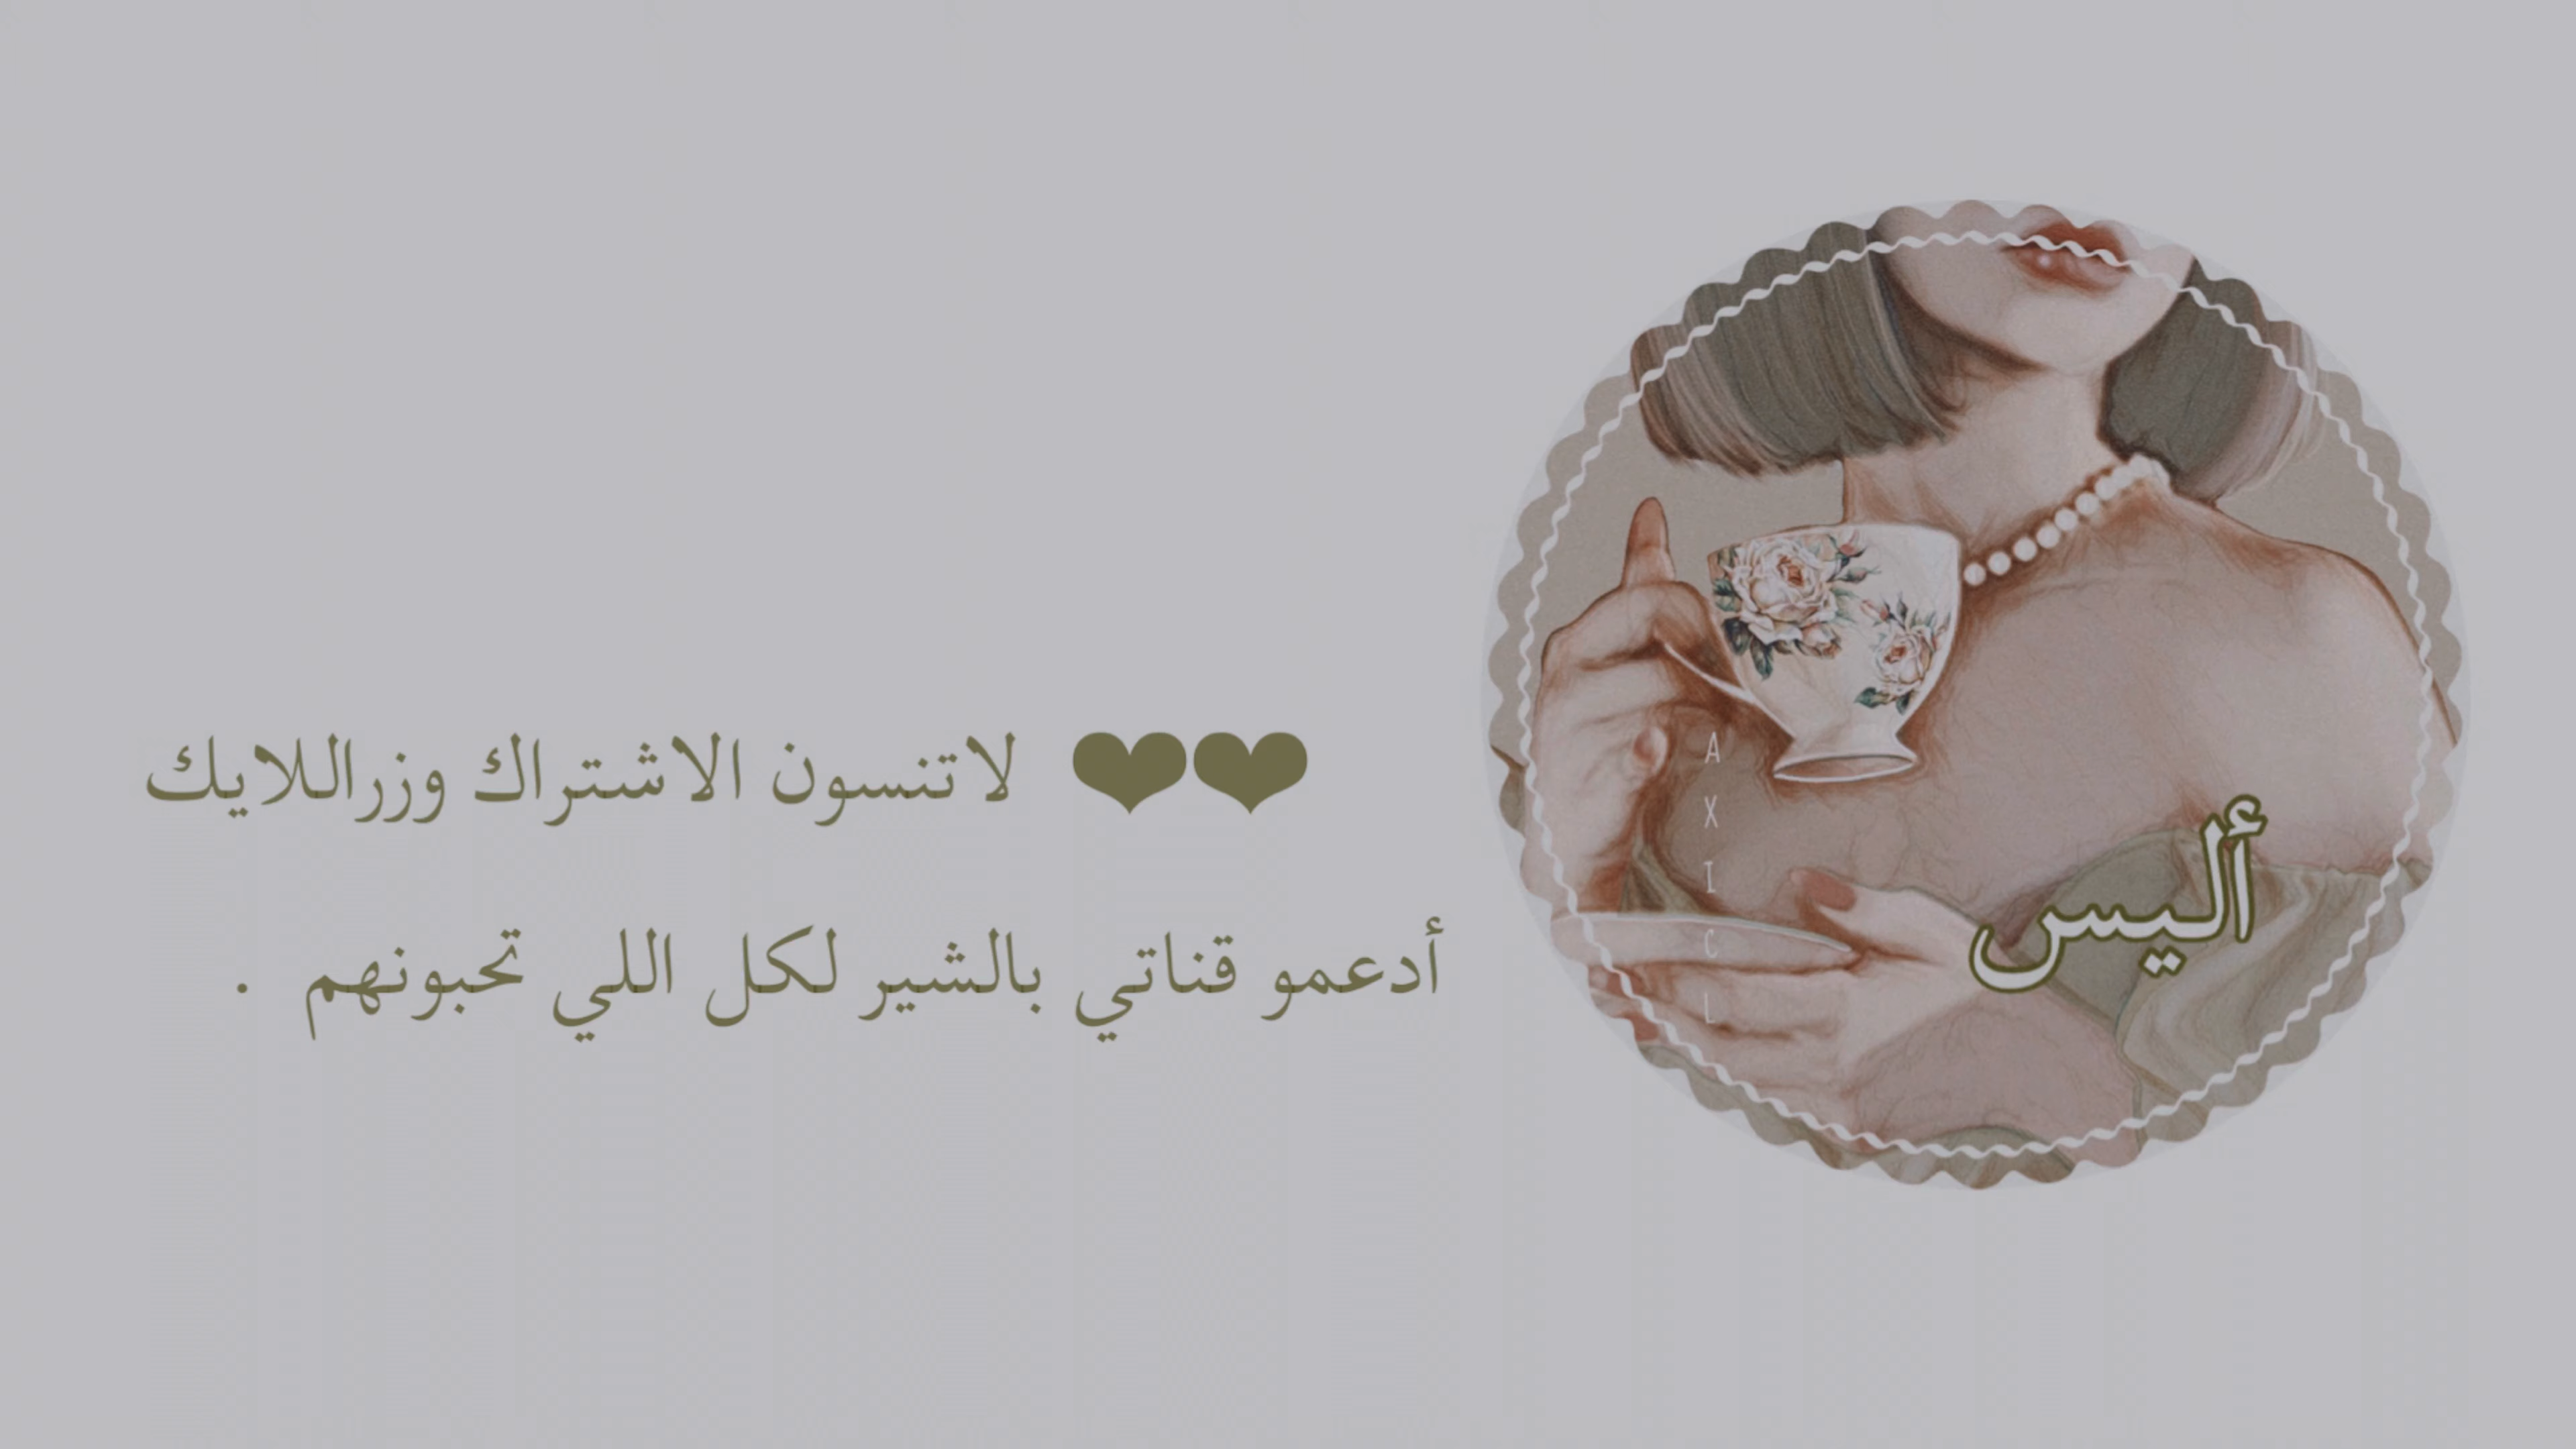 ❤❤ لاتنسون الاشتراك وزراللايك
أدعمو قناتي بالشير لكل اللي تحبونهم .
أليس
AXICL